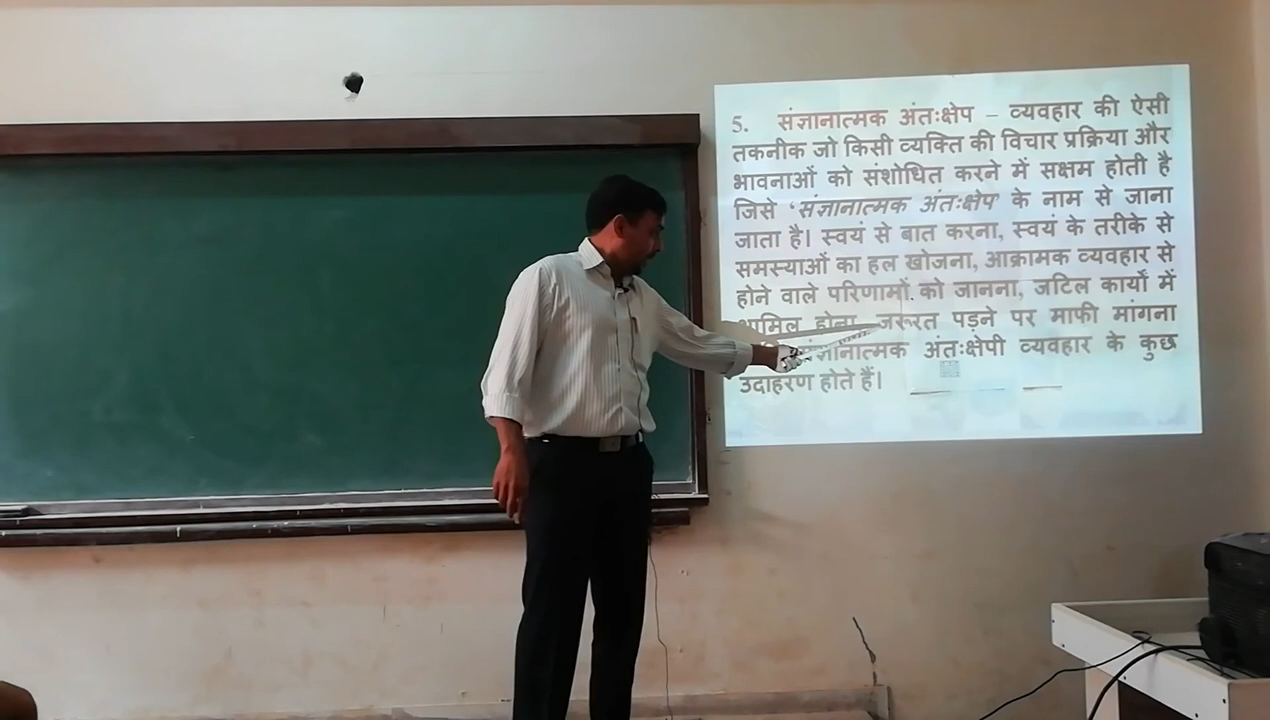 5. संज्ञानात्मक अंतःक्षेप – व्यवहार की ऐसी
तकनीक जो किसी व्यक्ति की विचार प्रक्रिया और
भावनाओं को संशोधित करने में सक्षम होती है
जिसे ‘संज्ञानात्मक अंतःक्षेप’ के नाम से जाना
जाता है। स्वयं से बात करना, स्वयं के तरीके से
समस्याओं का हल खोजना, आक्रामक व्यवहार से
होने वाले परिणामों को जानना, जटिल कार्यों में
शामिल होना, जरूरत पड़ने पर माफी मांगना
संज्ञानात्मक अंतःक्षेपी व्यवहार के कुछ
उदाहरण होते हैं।